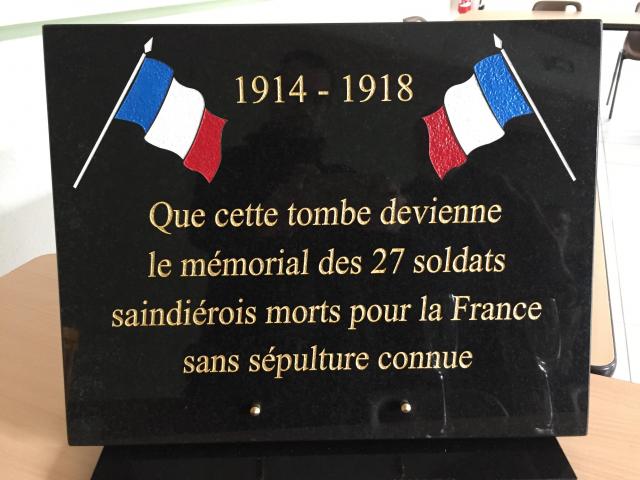 1914 - 1918
Que cette tombe devienne
le mémorial des 27 soldats
saindiérois morts pour la France
sans sépulture connue